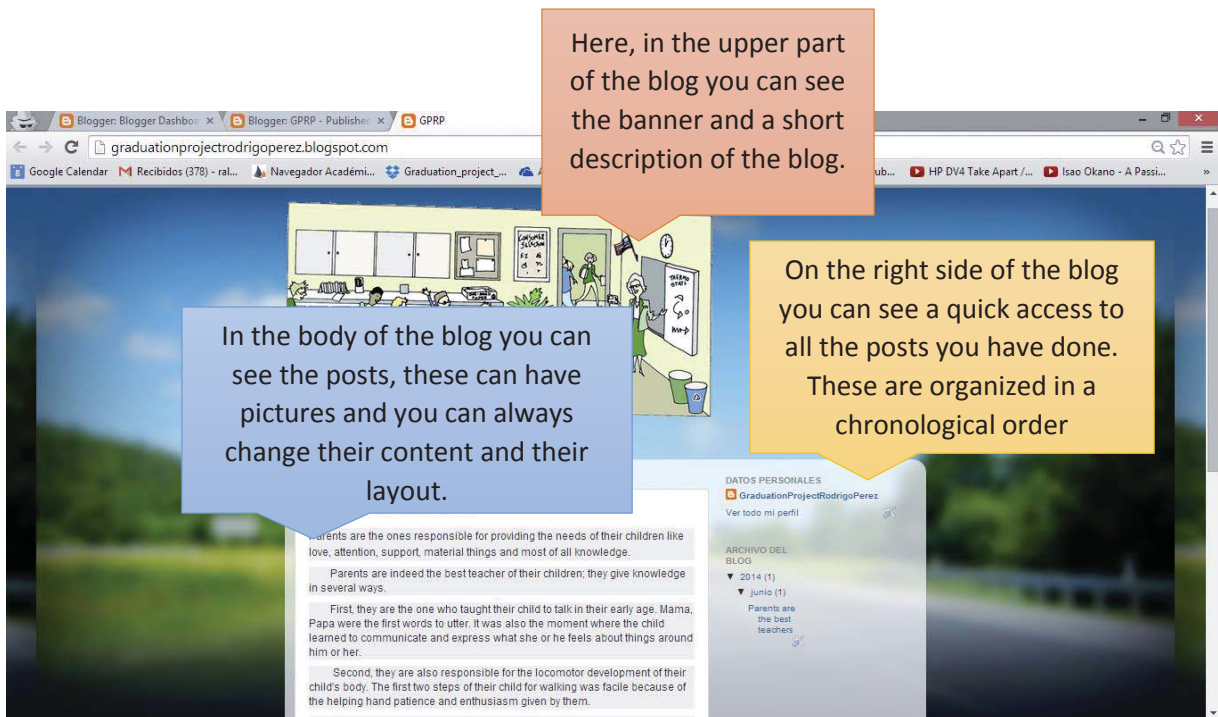 Here, in the upper part
of the blog you can see
the banner and a short
description of the blog.
Blogger: Blogger Dashboa
Blogger: GPRP - Published
GPRP
graduationprojectrodrigoperez.blogspot.com
Google Calendar
Recibidos (378) - ral...
Navegador Académi...
Graduation_project_...
ub...
HP DV4 Take Apart /...
Isao Okano - A Passi...
»
CONSUMER
THERMO
STAT
On the right side of the blog
you can see a quick access to
all the posts you have done.
These are organized in a
chronological order
In the body of the blog you can
see the posts, these can have
pictures and you can always
change their content and their
layout.
DATOS PERSONALES
GraduationProjectRodrigoPerez
Ver todo mi perfil
ARCHIVO DEL
BLOG
▼ 2014 (1)
▼ junio (1)
Parents are
the best
teachers
Parents are the ones responsible for providing the needs of their children like
love, attention, support, material things and most of all knowledge.
Parents are indeed the best teacher of their children; they give knowledge
in several ways.
First, they are the one who taught their child to talk in their early age. Mama,
Papa were the first words to utter. It was also the moment where the child
learned to communicate and express what she or he feels about things around
him or her.
Second, they are also responsible for the locomotor development of their
child's body. The first two steps of their child for walking was facile because of
the helping hand patience and enthusiasm given by them.